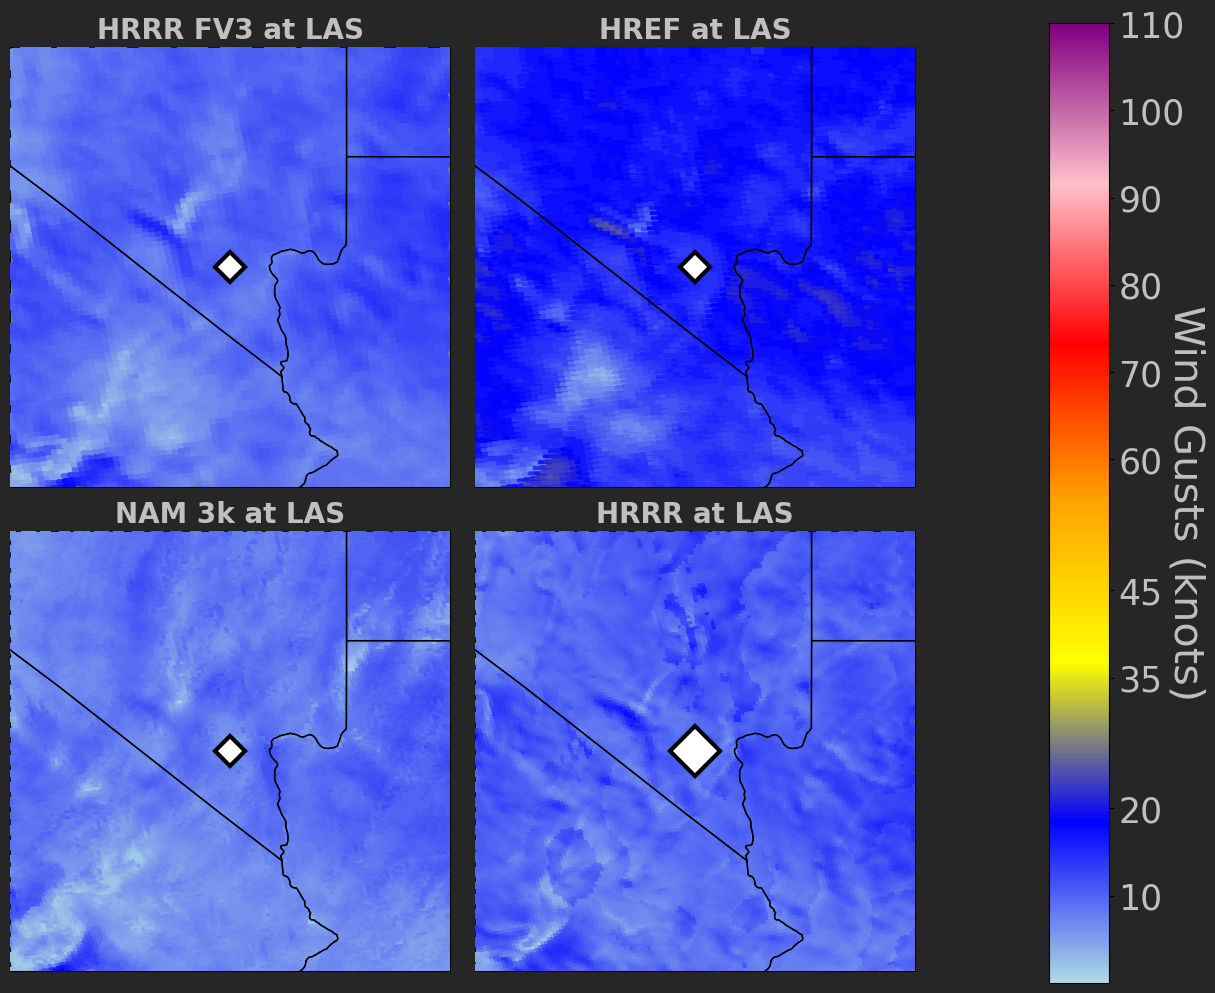 HRRR FV3 at LAS
HREF at LAS
NAM 3k at LAS
HRRR at LAS
110
100
90
80
70
60
45
35
20
10
Wind Gusts (knots)